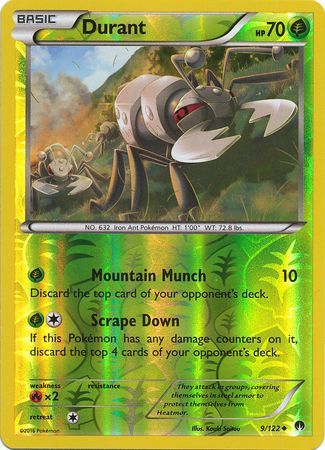 BASIC
Durant
HP70
NO. 632 Iron Ant Pokémon HT: 1'00" WT: 72.8 lbs.
Mountain Munch 10
Discard the top card of your opponent's deck.
Scrape Down
If this Pokémon has any damage counters on it,
discard the top 4 cards of your opponent's deck.
weakness resistance
×2
retreat
They attack in groups, covering
themselves in steel armor to
protect themselves from
Heatmor.
©2016 Pokémon
Illus. Kouki Saitou
9/122